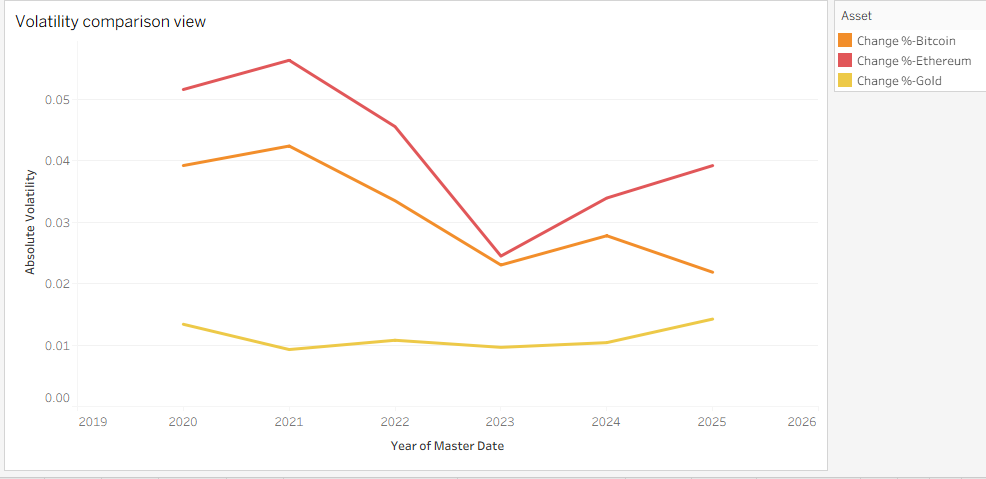 Volatility comparison view
Asset
Change %-Bitcoin
Change %-Ethereum
Change %-Gold
Absolute Volatility
0.05
0.04
0.03
0.02
0.01
0.00
2019 2020 2021 2022 2023 2024 2025 2026
Year of Master Date